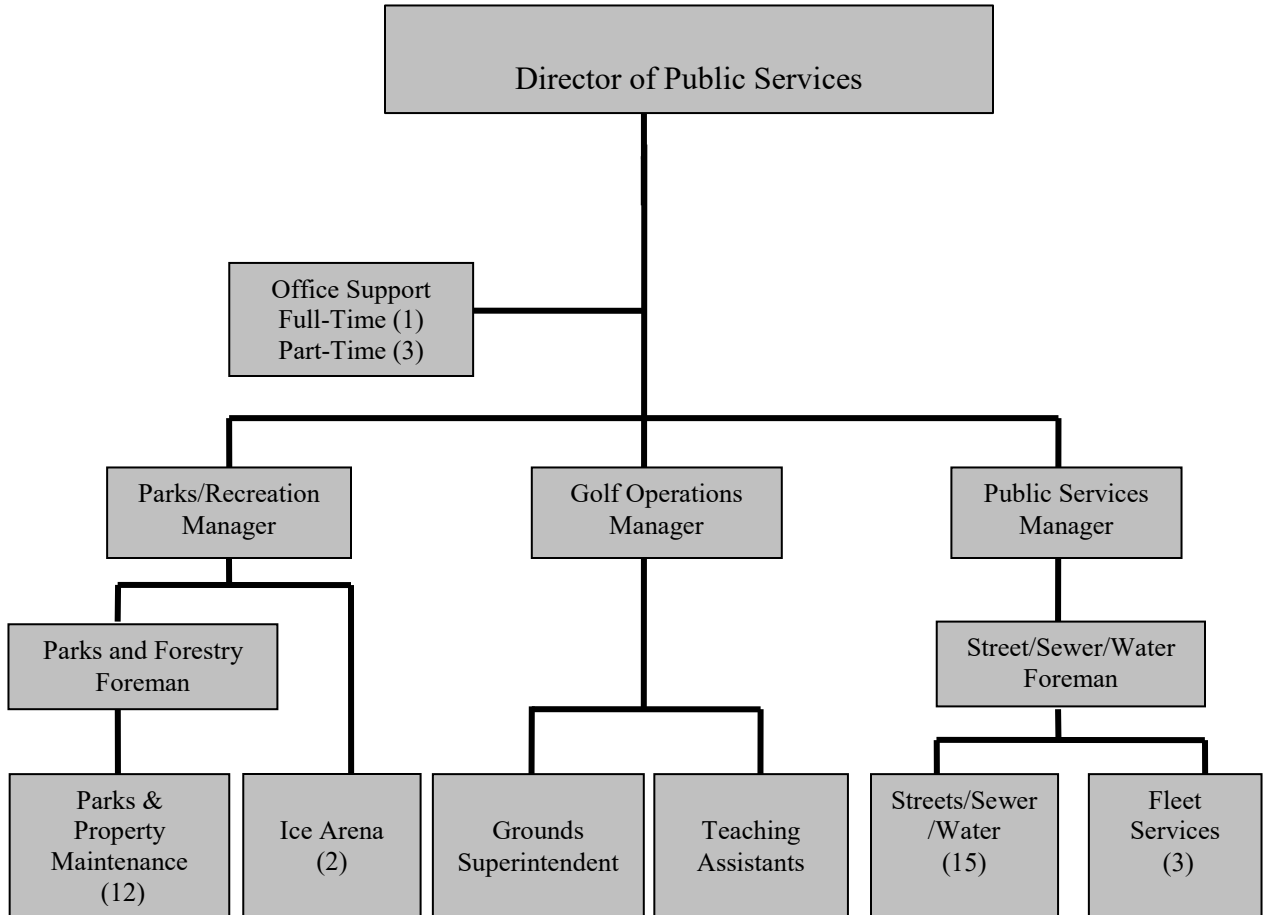 Director of Public Services
Office Support
Full-Time (1)
Part-Time (3)
Parks/Recreation
Manager
Golf Operations
Manager
Public Services
Manager
Parks and Forestry
Foreman
Street/Sewer/Water
Foreman
Parks &
Property
Maintenance
(12)
Ice Arena
(2)
Grounds
Superintendent
Teaching
Assistants
Streets/Sewer
/Water
(15)
Fleet
Services
(3)